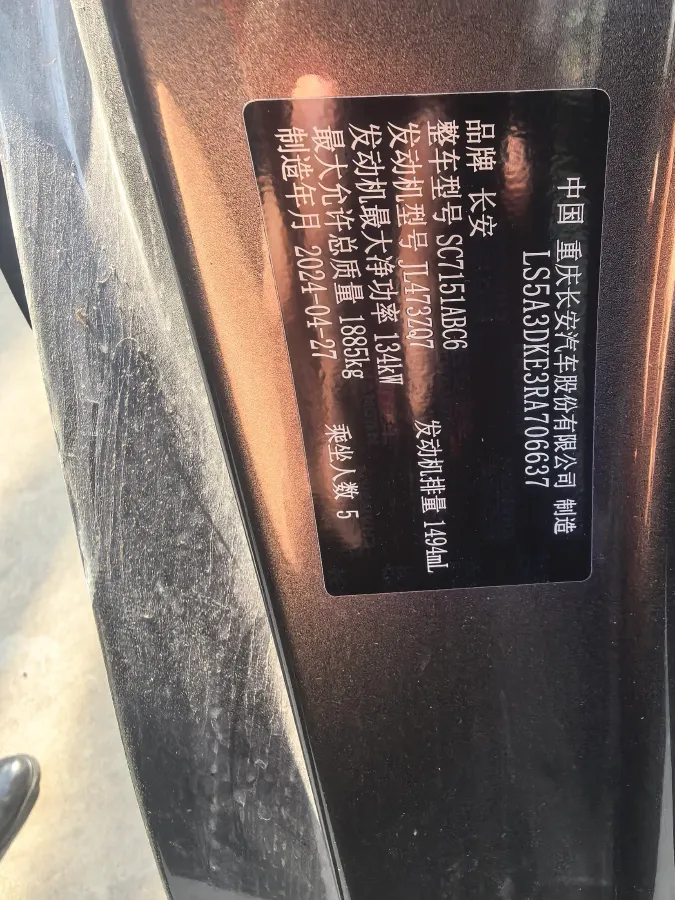 中国 重庆长安汽车股份有限公司 制造
LS5A3DKE3RA706637
品牌 长安
整车型号 SC7151ABC6
发动机型号 JL473ZQ7 发动机排量 1494mL
发动机最大净功率 134kW
最大允许总质量 1885kg 乘坐人数 5
制造年月 2024-04-27